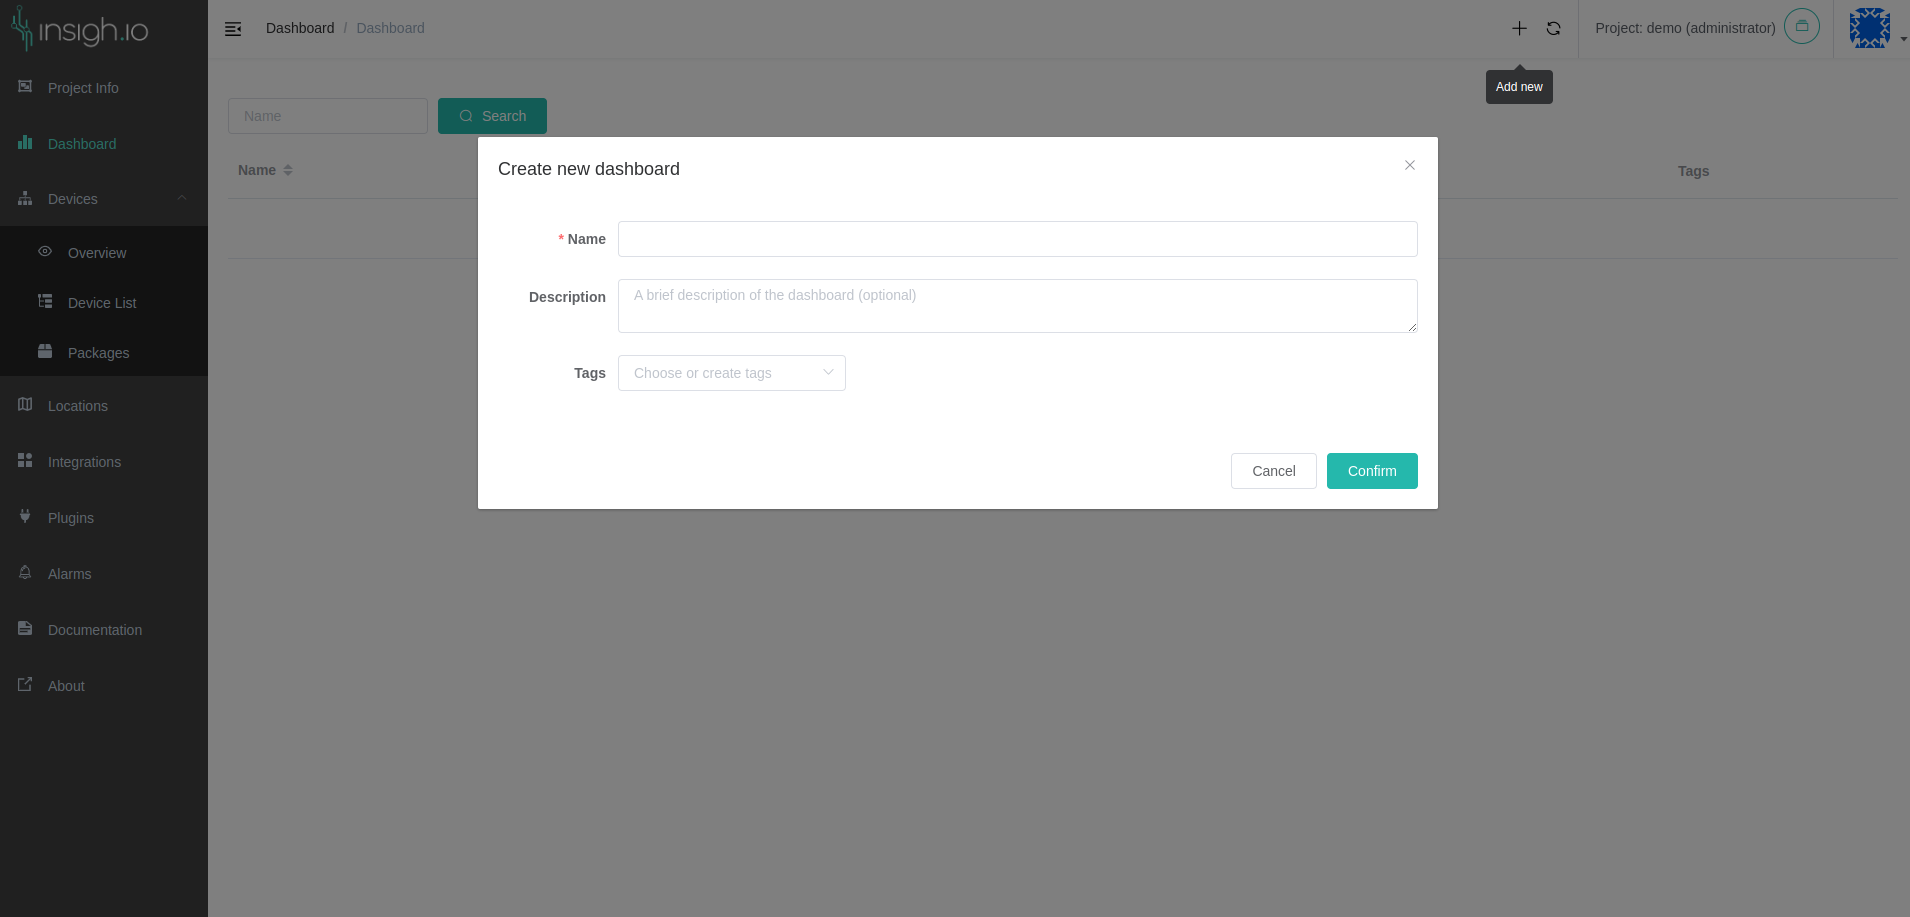 insigh.io
Dashboard / Dashboard
Project: demo (administrator)
Add new
Project Info
Dashboard
Devices
Overview
Device List
Packages
Locations
Integrations
Plugins
Alarms
Documentation
About
Name
Search
Name
Tags
Create new dashboard
* Name
Description
A brief description of the dashboard (optional)
Tags
Choose or create tags
Cancel
Confirm